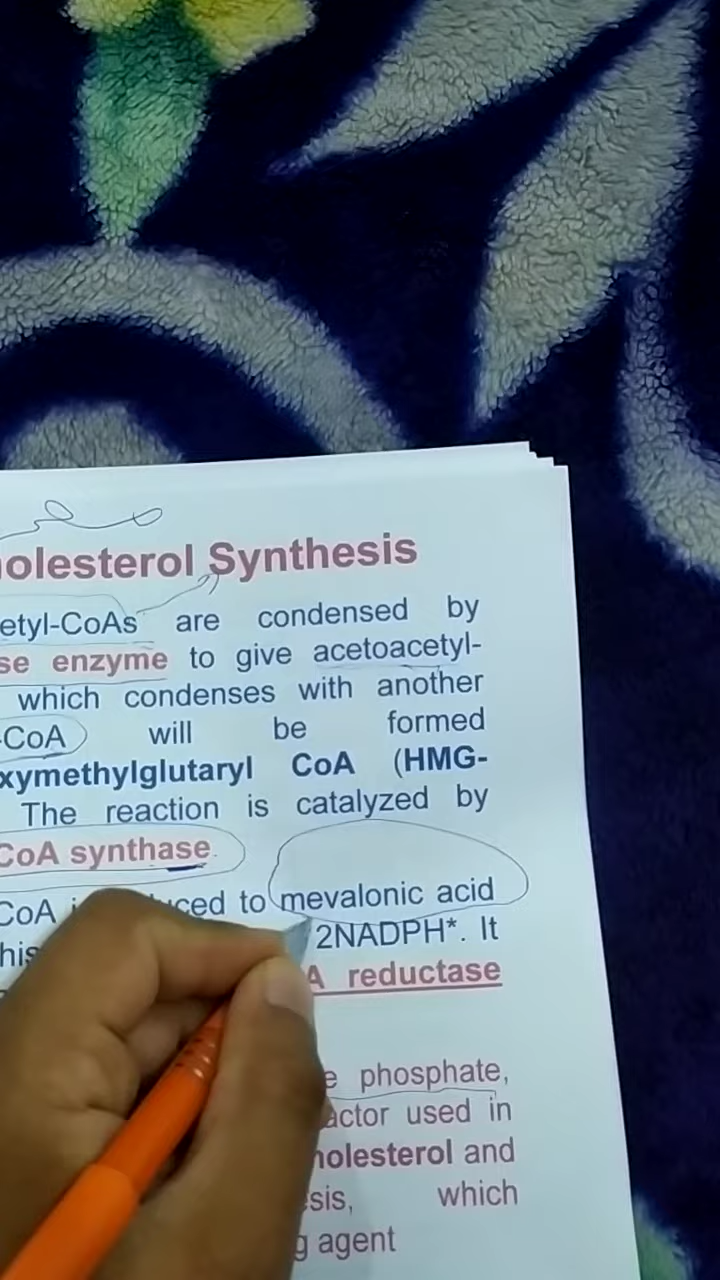 olesterol Synthesis
etyl-CoAs are condensed by
se enzyme to give acetoacetyl-
which condenses with another
-CoA will be formed
xymethylglutaryl CoA (HMG-
The reaction is catalyzed by
CoA synthase
CoA to mevalonic acid
his 2NADPH*. It
A reductase
e phosphate,
actor used in
holesterol and
sis, which
g agent